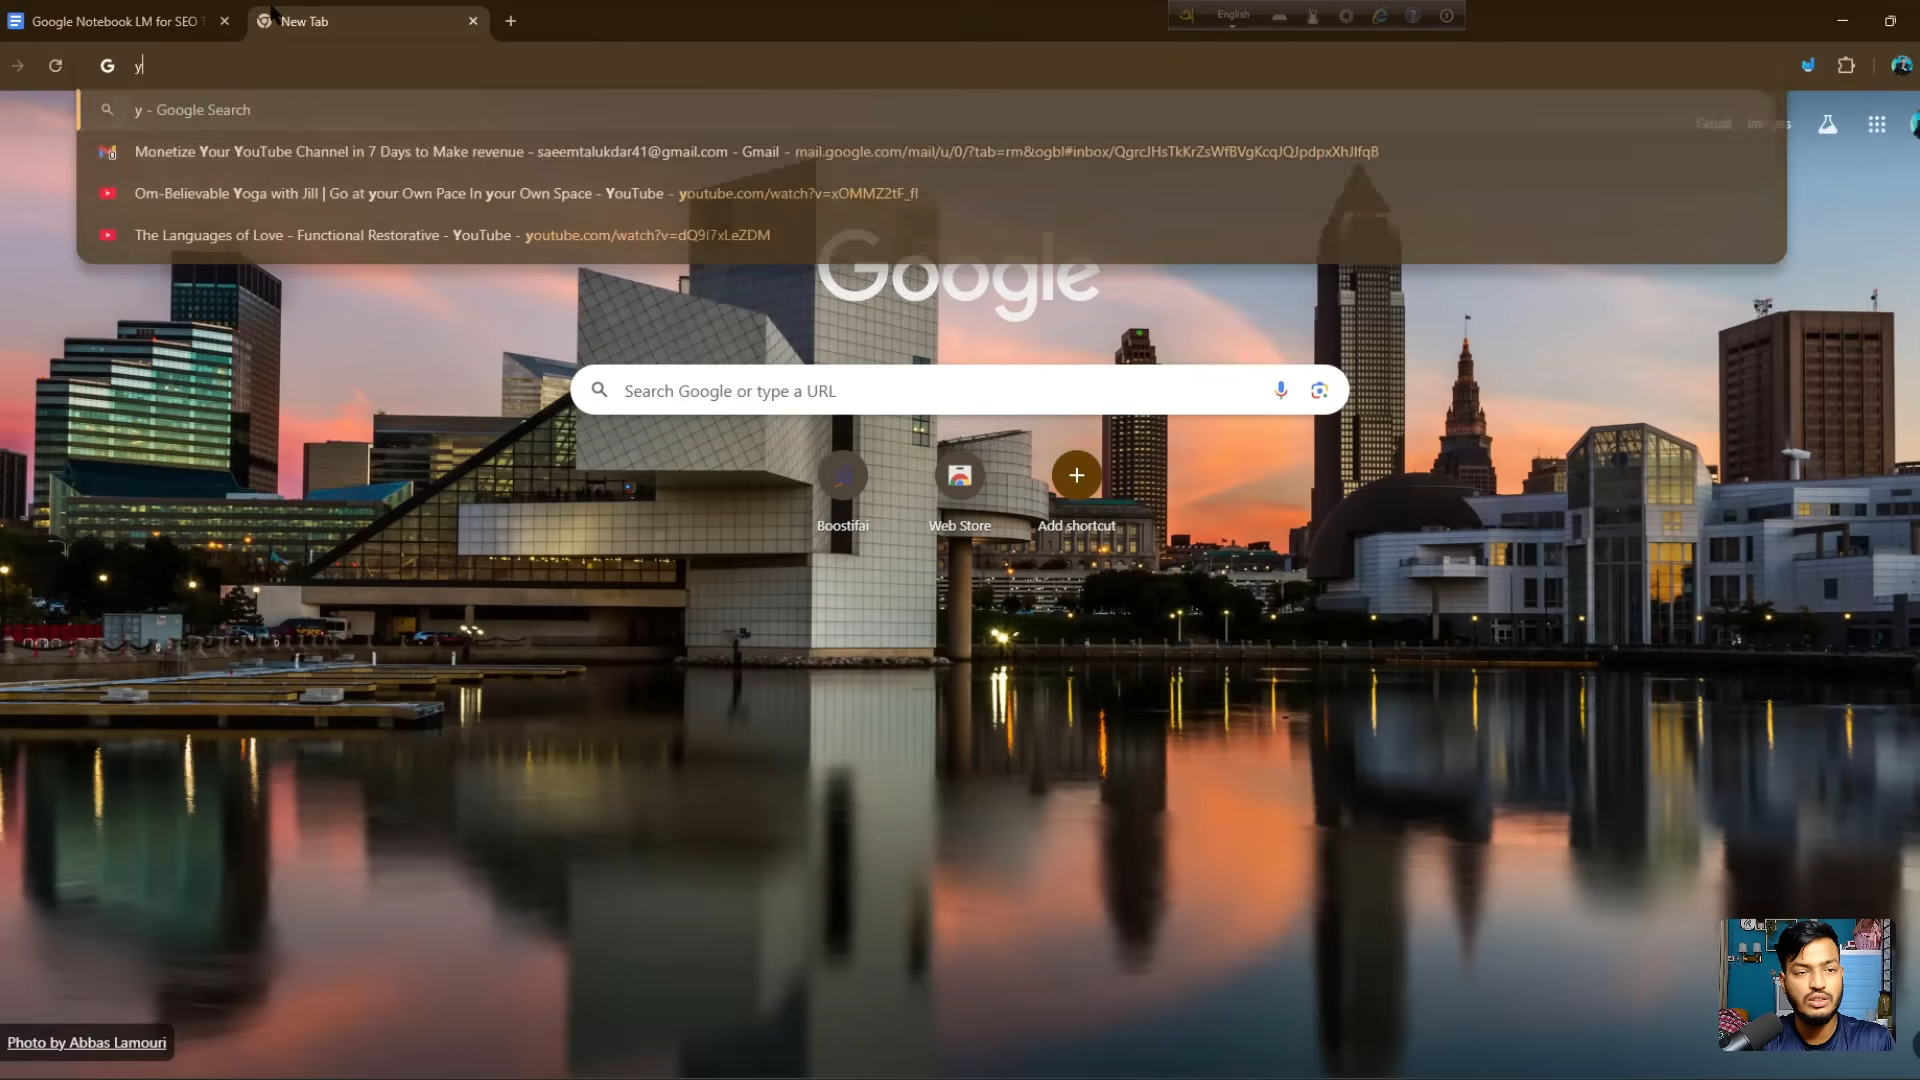 Google Notebook LM for SEO
New Tab
English
y
y - Google Search
Monetize Your YouTube Channel in 7 Days to Make revenue - saeemtalukdar41@gmail.com - Gmail - mail.google.com/mail/u/0/?tab=rm&ogbl#inbox/QgrcJHsTkKrZsWfBVgKcqJQJpdpxXhJlfqB
Om-Believable Yoga with Jill | Go at your Own Pace In your Own Space - YouTube - youtube.com/watch?v=xOMMZ2tF_fI
The Languages of Love - Functional Restorative - YouTube - youtube.com/watch?v=dQ9I7xLeZDM
Gmail Images
Google
Search Google or type a URL
Boostifai
Web Store
Add shortcut
Photo by Abbas Lamouri